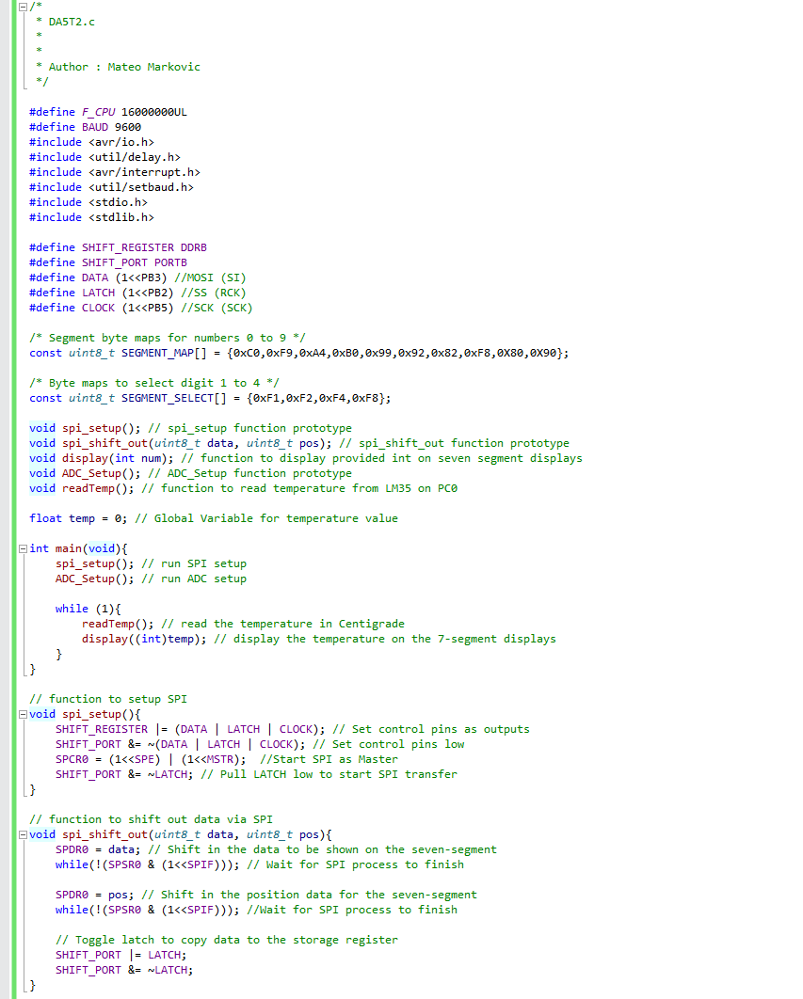 /*
 * DA5T2.c
 *
 *
 * Author : Mateo Markovic
 */

#define F_CPU 16000000UL
#define BAUD 9600
#include <avr/io.h>
#include <util/delay.h>
#include <avr/interrupt.h>
#include <util/setbaud.h>
#include <stdio.h>
#include <stdlib.h>

#define SHIFT_REGISTER DDRB
#define SHIFT_PORT PORTB
#define DATA (1<<PB3) //MOSI (SI)
#define LATCH (1<<PB2) //SS (RCK)
#define CLOCK (1<<PB5) //SCK (SCK)

/* Segment byte maps for numbers 0 to 9 */
const uint8_t SEGMENT_MAP[] = {0xC0,0xF9,0xA4,0xB0,0x99,0x92,0x82,0xF8,0X80,0X90};

/* Byte maps to select digit 1 to 4 */
const uint8_t SEGMENT_SELECT[] = {0xF1,0xF2,0xF4,0xF8};

void spi_setup(); // spi_setup function prototype
void spi_shift_out(uint8_t data, uint8_t pos); // spi_shift_out function prototype
void display(int num); // function to display provided int on seven segment displays
void ADC_Setup(); // ADC_Setup function prototype
void readTemp(); // function to read temperature from LM35 on PC0

float temp = 0; // Global Variable for temperature value

int main(void){
    spi_setup(); // run SPI setup
    ADC_Setup(); // run ADC setup

    while (1){
        readTemp(); // read the temperature in Centigrade
        display((int)temp); // display the temperature on the 7-segment displays
    }
}

// function to setup SPI
void spi_setup(){
    SHIFT_REGISTER |= (DATA | LATCH | CLOCK); // Set control pins as outputs
    SHIFT_PORT &= ~(DATA | LATCH | CLOCK); // Set control pins low
    SPCR0 = (1<<SPE) | (1<<MSTR);  //Start SPI as Master
    SHIFT_PORT &= ~LATCH; // Pull LATCH low to start SPI transfer
}

// function to shift out data via SPI
void spi_shift_out(uint8_t data, uint8_t pos){
    SPDR0 = data; // Shift in the data to be shown on the seven-segment
    while(!(SPSR0 & (1<<SPIF))); // Wait for SPI process to finish

    SPDR0 = pos; // Shift in the position data for the seven-segment
    while(!(SPSR0 & (1<<SPIF))); //Wait for SPI process to finish

    // Toggle latch to copy data to the storage register
    SHIFT_PORT |= LATCH;
    SHIFT_PORT &= ~LATCH;
}